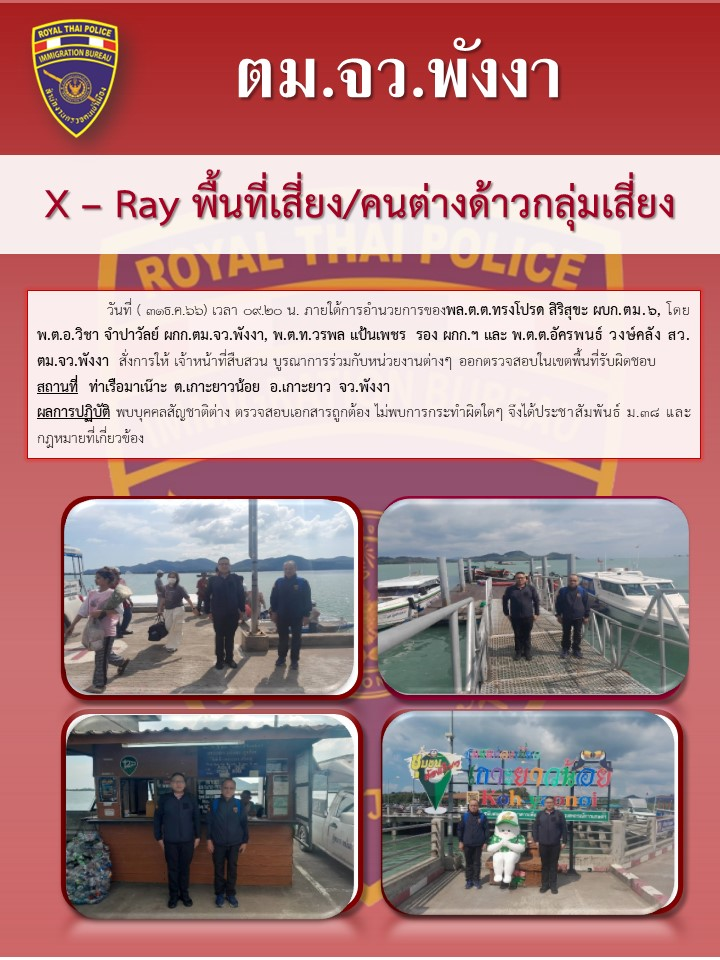 ROYAL THAI POLICE
IMMIGRATION BUREAU
สำนักงานตรวจคนเข้าเมือง
ตม.จว.พังงา
X – Ray พื้นที่เสี่ยง/คนต่างด้าวกลุ่มเสี่ยง
ROYAL THAI POLICE
วันที่ ( ๓๑ธ.ค.๖๖) เวลา ๐๙.๒๐ น. ภายใต้การอำนวยการของพล.ต.ต.ทรงโปรด สิริสุขะ ผบก.ตม.๖, โดย
พ.ต.อ.วิชา จำปาวัลย์ ผกก.ตม.จว.พังงา, พ.ต.ท.วรพล แป้นเพชร รอง ผกก.ฯ และ พ.ต.ต.อัครพนธ์ วงษ์คลัง สว.
ตม.จว.พังงา สั่งการให้ เจ้าหน้าที่สืบสวน บูรณาการร่วมกับหน่วยงานต่างๆ ออกตรวจสอบในเขตพื้นที่รับผิดชอบ
สถานที่ ท่าเรือมาเน๊าะ ต.เกาะยาวน้อย อ.เกาะยาว จว.พังงา
ผลการปฏิบัติ พบบุคคลสัญชาติต่าง ตรวจสอบเอกสารถูกต้อง ไม่พบการกระทำผิดใดๆ จึงได้ประชาสัมพันธ์ ม.๓๘ และ
กฎหมายที่เกี่ยวข้อง
เกาะยาวน้อย